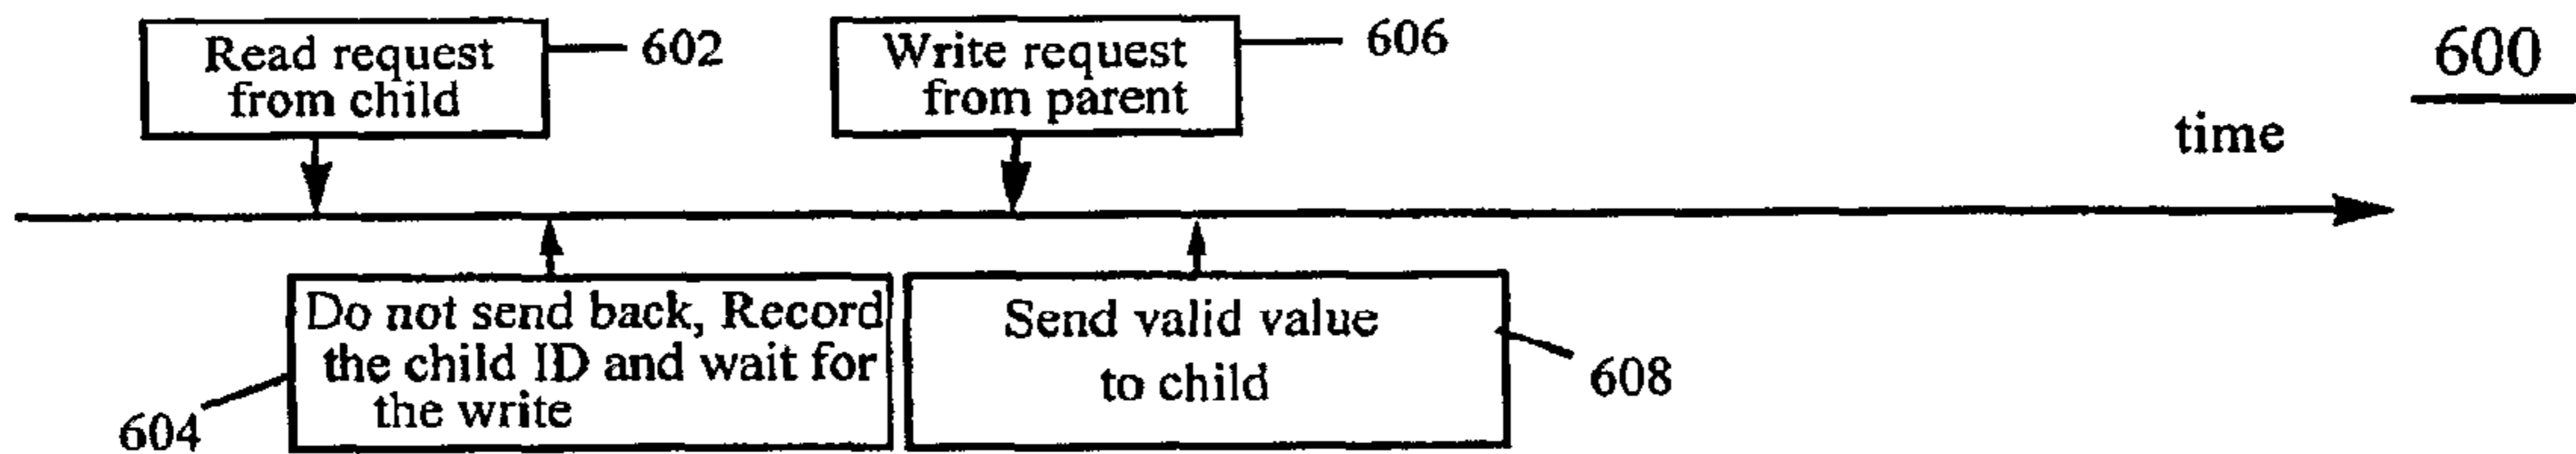 Read request
from child
602
Write request
from parent
606
600
time
Do not send back, Record
the child ID and wait for
the write
604
Send valid value
to child
608